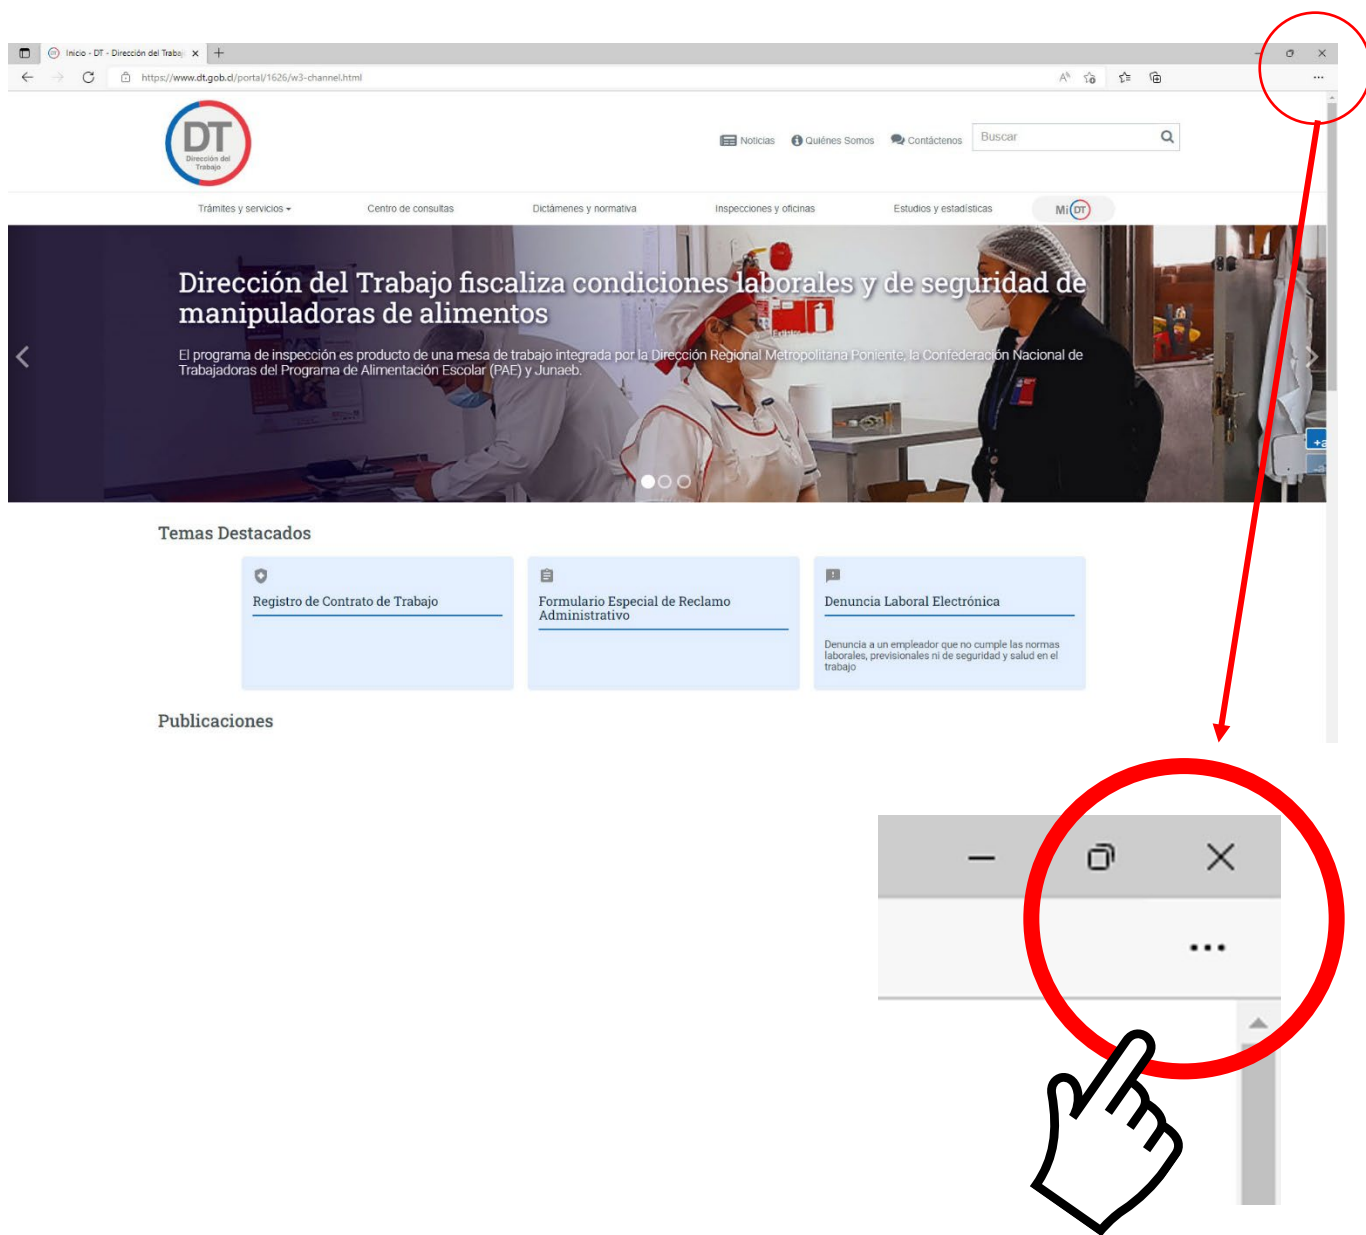 Inicio - DT - Dirección del Trabaj
https://www.dt.gob.cl/portal/1626/w3-channel.html
DT
Dirección del
Trabajo
Noticias Quiénes Somos Contáctenos Buscar
Trámites y servicios Centro de consultas Dictámenes y normativa Inspecciones y oficinas Estudios y estadísticas Mi DT
Dirección del Trabajo fiscaliza condiciones laborales y de seguridad de
manipuladoras de alimentos
El programa de inspección es producto de una mesa de trabajo integrada por la Dirección Regional Metropolitana Poniente, la Confederación Nacional de
Trabajadoras del Programa de Alimentación Escolar (PAE) y Junaeb.
+a
-a
Temas Destacados
Registro de Contrato de Trabajo
Formulario Especial de Reclamo
Administrativo
Denuncia Laboral Electrónica
Denuncia a un empleador que no cumple las normas
laborales, previsionales ni de seguridad y salud en el
trabajo
Publicaciones